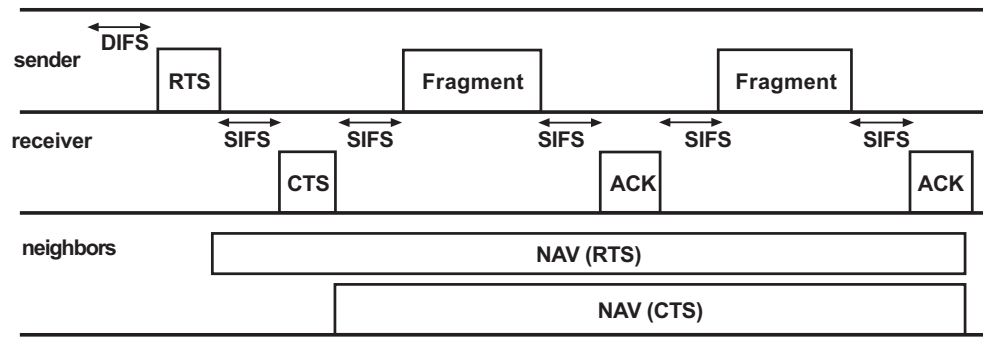 DIFS
sender
RTS
Fragment
Fragment
receiver
SIFS
SIFS
SIFS
SIFS
SIFS
CTS
ACK
ACK
neighbors
NAV (RTS)
NAV (CTS)